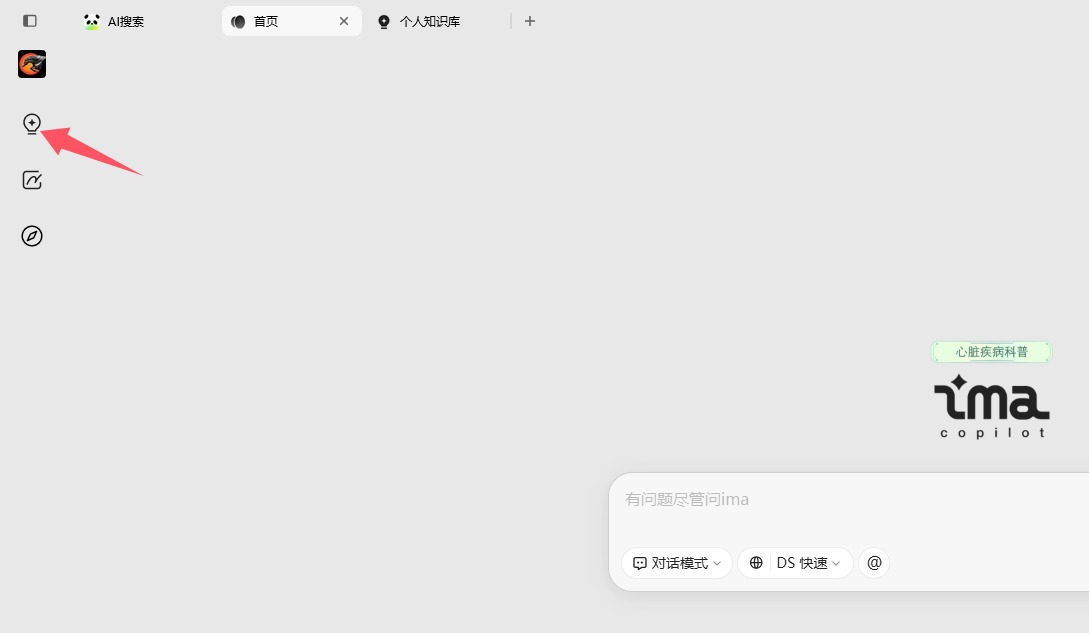 AI搜索
首页
个人知识库
心脏疾病科普
ima
copilot
有问题尽管问ima
对话模式
DS 快速
@